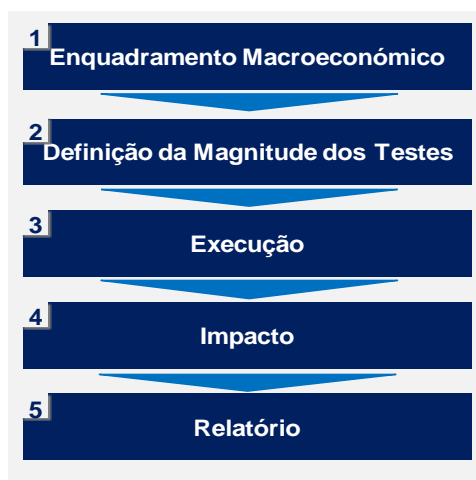 1
Enquadramento Macroeconómico
2
Definição da Magnitude dos Testes
3
Execução
4
Impacto
5
Relatório